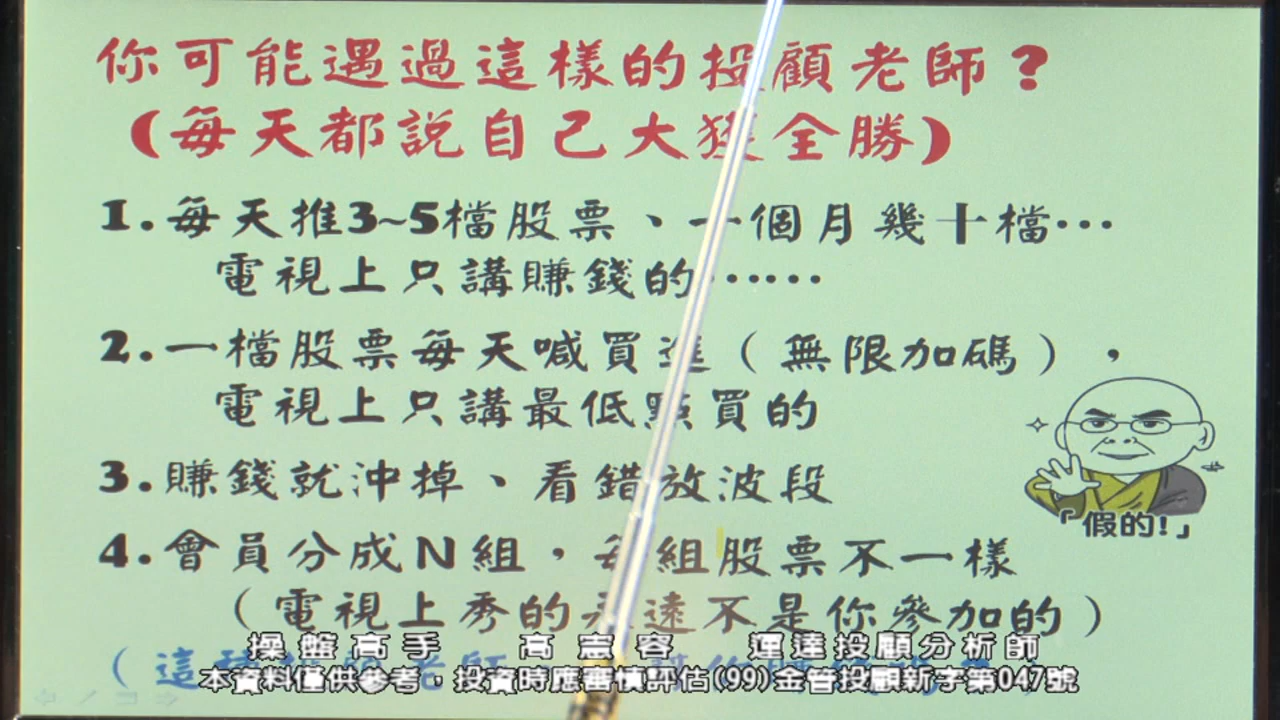 你可能遇過這樣的投顧老師?
(每天都說自己大獲全勝)
1.每天推3~5檔股票、一個月幾十檔…
電視上只講賺錢的……
2.一檔股票每天喊買進(無限加碼),
電視上只講最低點買的
3.賺錢就沖掉、看錯放波段
4.會員分成N組,每組股票不一樣
(電視上秀的永遠不是你參加的)
「假的!」
(這
操盤高手 高憲容 運達投顧分析師
本資料僅供參考,投資時應審慎評估(99)金管投顧新字第047號